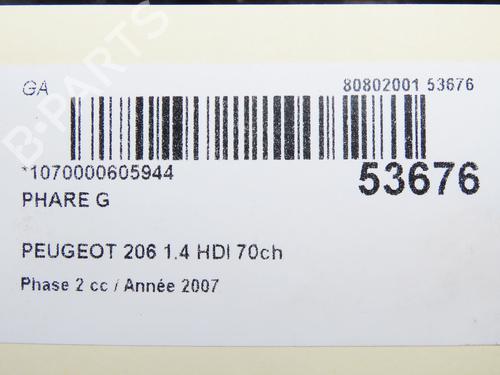 GA 80802001 53676
*1070000605944 53676
PHARE G
PEUGEOT 206 1.4 HDI 70ch
Phase 2 cc / Année 2007
B-PARTS